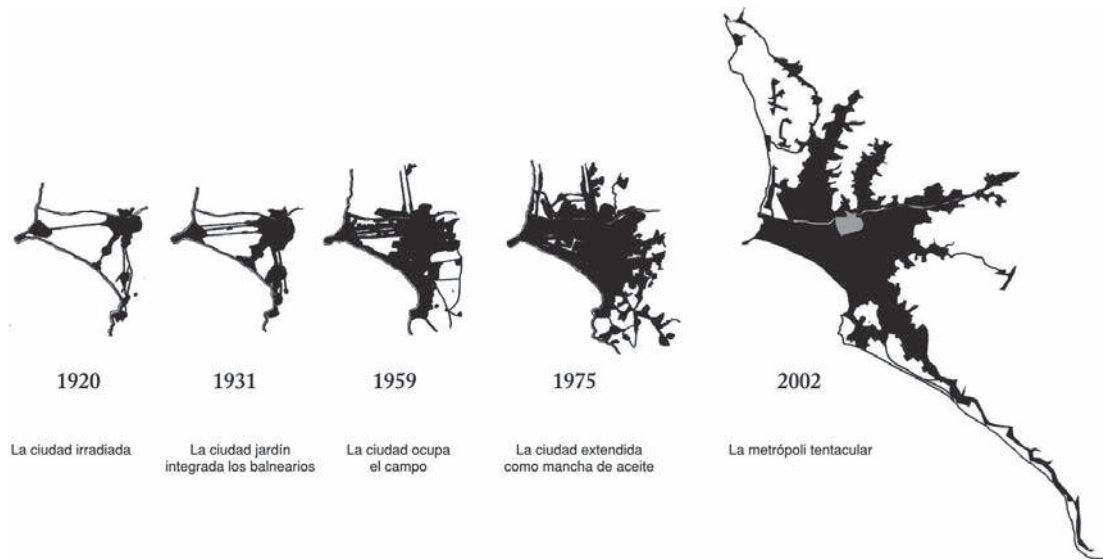 1920
1931
1959
1975
2002
La ciudad irradiada
La ciudad jardín
integrada los balnearios
La ciudad ocupa
el campo
La ciudad extendida
como mancha de aceite
La metrópoli tentacular